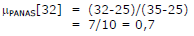 μPANAS[32] = (32-25)/(35-25)
= 7/10 = 0,7